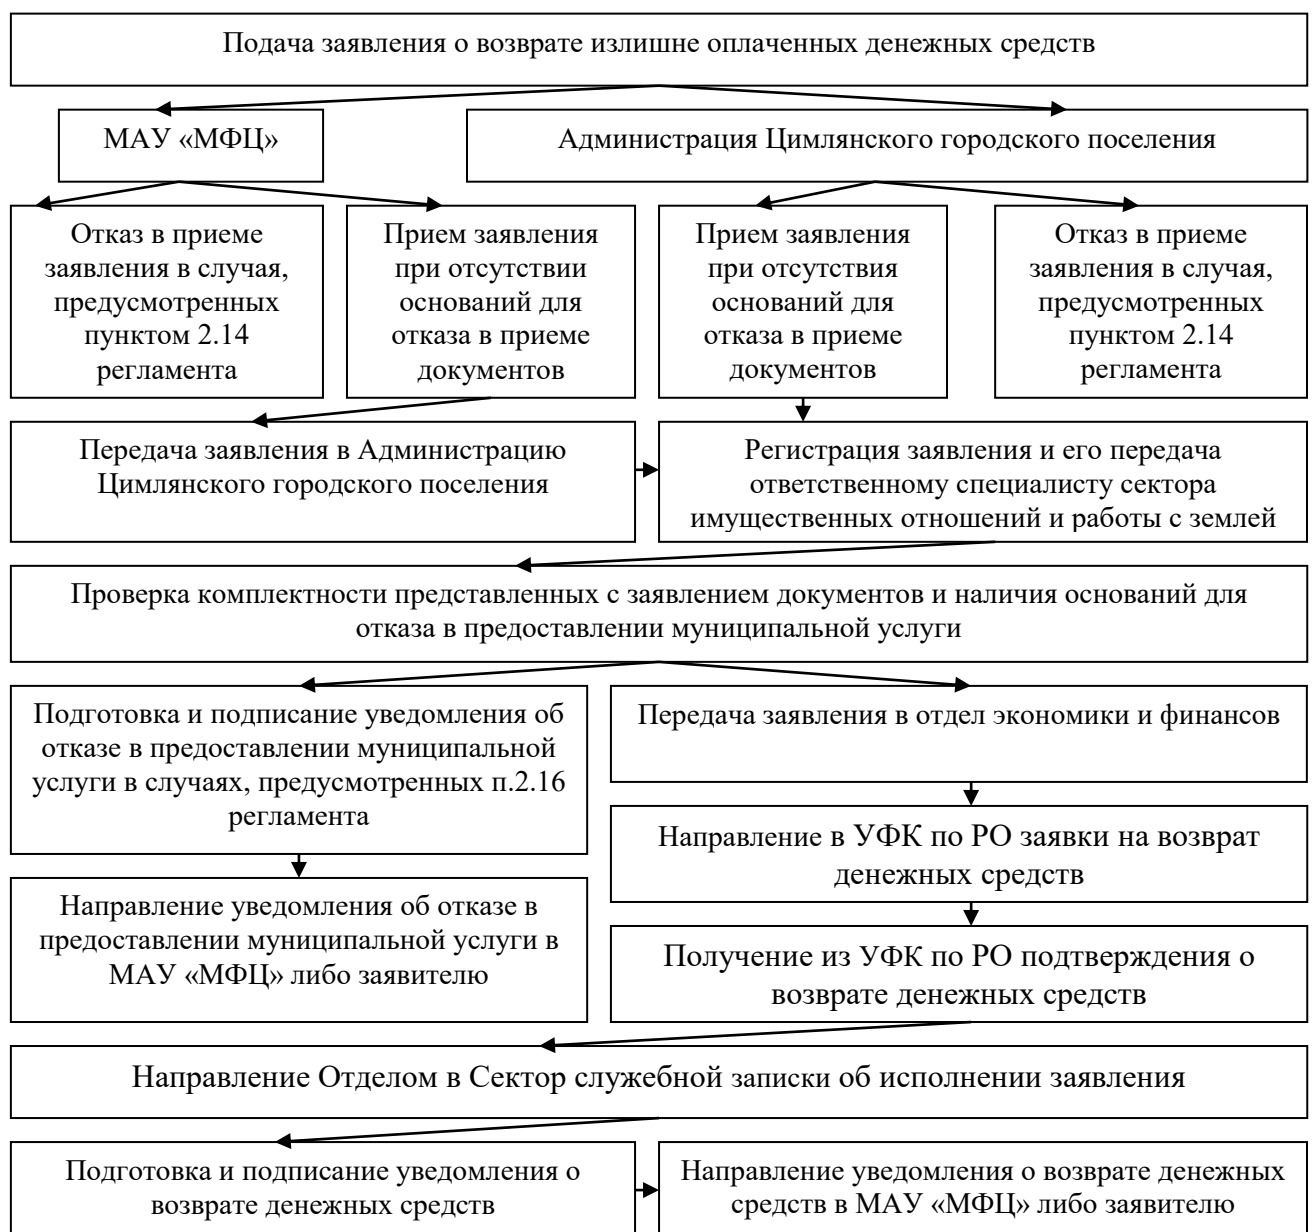 Подача заявления о возврате излишне оплаченных денежных средств
МАУ «МФЦ»
Администрация Цимлянского городского поселения
Отказ в приеме
заявления в случая,
предусмотренных
пунктом 2.14
регламента
Прием заявления
при отсутствии
оснований для
отказа в приеме
документов
Прием заявления
при отсутствия
оснований для
отказа в приеме
документов
Отказ в приеме
заявления в случая,
предусмотренных
пунктом 2.14
регламента
Передача заявления в Администрацию
Цимлянского городского поселения
Регистрация заявления и его передача
ответственному специалисту сектора
имущественных отношений и работы с землей
Проверка комплектности представленных с заявлением документов и наличия оснований для
отказа в предоставлении муниципальной услуги
Подготовка и подписание уведомления об
отказе в предоставлении муниципальной
услуги в случаях, предусмотренных п.2.16
регламента
Передача заявления в отдел экономики и финансов
Направление в УФК по РО заявки на возврат
денежных средств
Направление уведомления об отказе в
предоставлении муниципальной услуги в
МАУ «МФЦ» либо заявителю
Получение из УФК по РО подтверждения о
возврате денежных средств
Направление Отделом в Сектор служебной записки об исполнении заявления
Подготовка и подписание уведомления о
возврате денежных средств
Направление уведомления о возврате денежных
средств в МАУ «МФЦ» либо заявителю